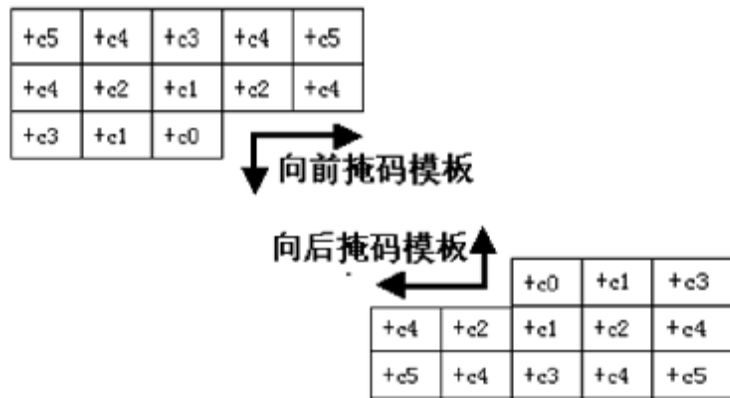 +c5 +c4 +c3 +c4 +c5
+c4 +c2 +c1 +c2 +c4
+c3 +c1 +c0
向前掩码模板
向后掩码模板
+c0 +c1 +c3
+c4 +c2 +c1 +c2 +c4
+c5 +c4 +c3 +c4 +c5